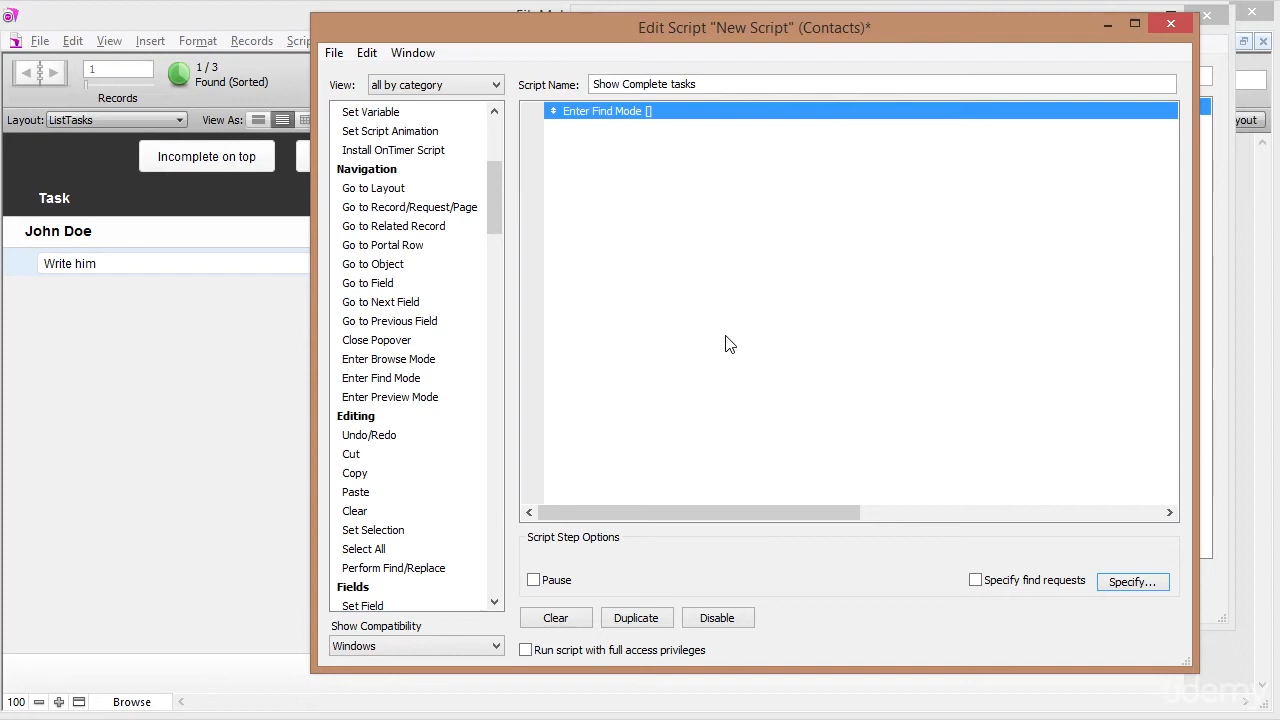 Edit Script "New Script" (Contacts)*
File Edit View Insert Format Records
1
1 / 3
Found (Sorted)
Records
Layout: ListTasks
View As:
Incomplete on top
Task
John Doe
Write him
100
Browse
File Edit Window
View: all by category
Script Name: Show Complete tasks
Set Variable
Set Script Animation
Install OnTimer Script
Navigation
Go to Layout
Go to Record/Request/Page
Go to Related Record
Go to Portal Row
Go to Object
Go to Field
Go to Next Field
Go to Previous Field
Close Popover
Enter Browse Mode
Enter Find Mode
Enter Preview Mode
Editing
Undo/Redo
Cut
Copy
Paste
Clear
Set Selection
Select All
Perform Find/Replace
Fields
Set Field
Show Compatibility
Windows
Enter Find Mode []
Script Step Options
Pause
Specify find requests
Specify...
Clear
Duplicate
Disable
Run script with full access privileges
udemy